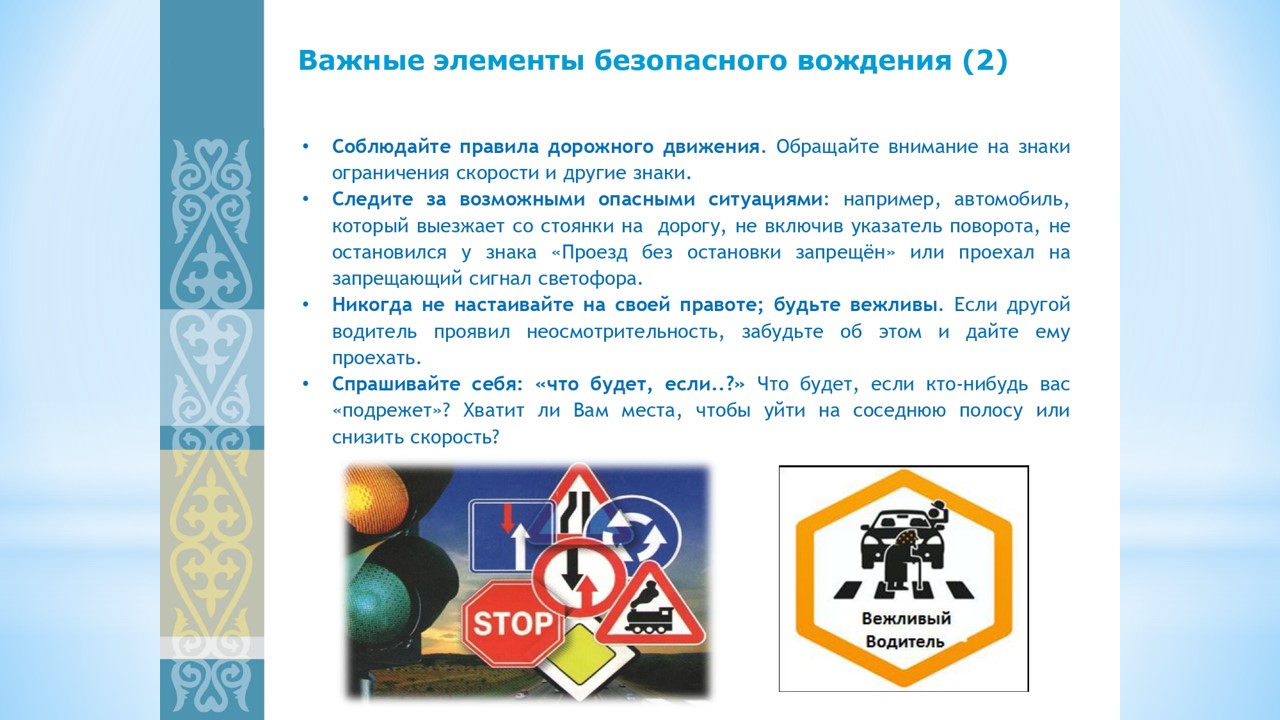 Важные элементы безопасного вождения (2)
• Соблюдайте правила дорожного движения. Обращайте внимание на знаки
ограничения скорости и другие знаки.
• Следите за возможными опасными ситуациями: например, автомобиль,
который выезжает со стоянки на дорогу, не включив указатель поворота, не
остановился у знака «Проезд без остановки запрещён» или проехал на
запрещающий сигнал светофора.
• Никогда не настаивайте на своей правоте; будьте вежливы. Если другой
водитель проявил неосмотрительность, забудьте об этом и дайте ему
проехать.
• Спрашивайте себя: «что будет, если..?» Что будет, если кто-нибудь вас
«подрежет»? Хватит ли Вам места, чтобы уйти на соседнюю полосу или
снизить скорость?
STOP
Вежливый
Водитель